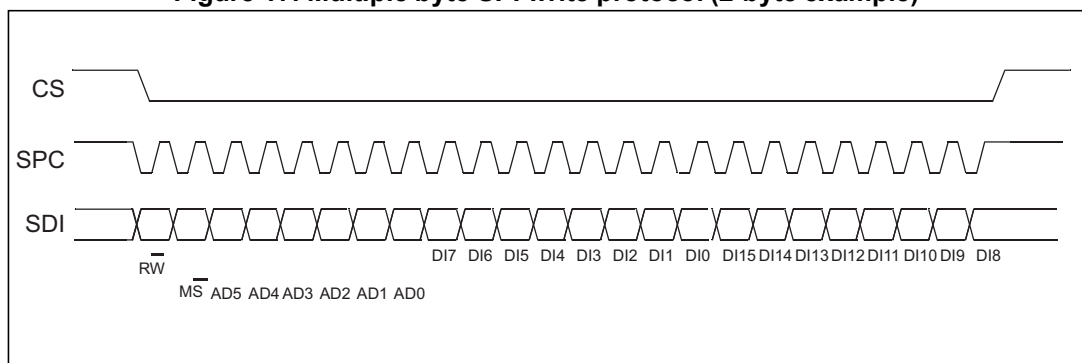 Figure 17. Multiple byte SPI write protocol (2-byte example)
CS
SPC
SDI
DI7 DI6 DI5 DI4 DI3 DI2 DI1 DI0 DI15 DI14 DI13 DI12 DI11 DI10 DI9 DI8
RW
MS AD5 AD4 AD3 AD2 AD1 AD0